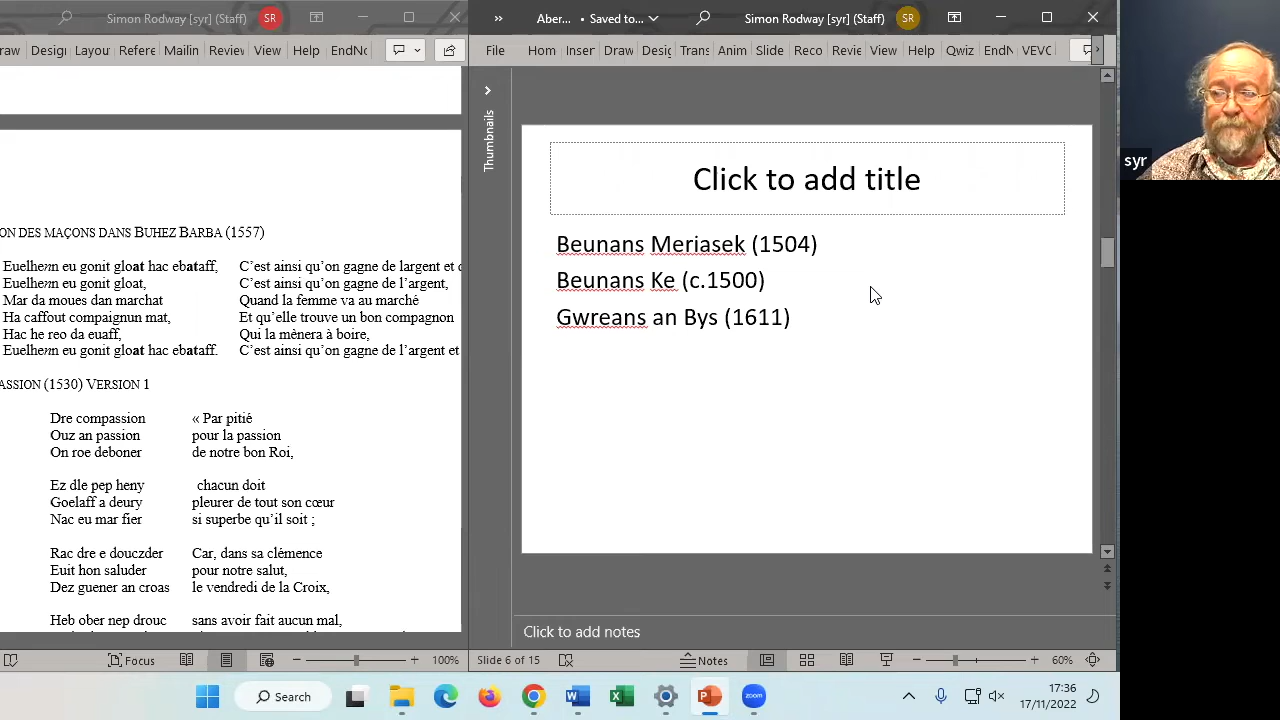 Simon Rodway [syr] (Staff) SR
» Aber... • Saved to... Simon Rodway [syr] (Staff) SR
raw Design Layou Refere Mailin Review View Help EndNo
File Hom Inser Draw Desig Trans Anim Slide Reco Revie View Help Qwiz EndN VEVC
Thumbnails
ON DES MAÇONS DANS BUHEZ BARBA (1557)
Euelhenn eu gonit gloat hac ebataff, C’est ainsi qu’on gagne de largent et
Euelhenn eu gonit gloat, C’est ainsi qu’on gagne de l’argent,
Mar da moues dan marchat Quand la femme va au marché
Ha caffout compaignun mat, Et qu’elle trouve un bon compagnon
Hac he reo da euaff, Qui la mènera à boire,
Euelhenn eu gonit gloat hac ebataff. C’est ainsi qu’on gagne de l’argent et
ASSION (1530) VERSION 1
Dre compassion « Par pitié
Ouz an passion pour la passion
On roe deboner de notre bon Roi,
Ez dle pep heny chacun doit
Goelaff a deury pleurer de tout son cœur
Nac eu mar fier si superbe qu’il soit ;
Rac dre e douczder Car, dans sa clémence
Euit hon saluder pour notre salut,
Dez guener an croas le vendredi de la Croix,
Heb ober nep drouc sans avoir fait aucun mal,
Click to add title
Beunans Meriasek (1504)
Beunans Ke (c.1500)
Gwreans an Bys (1611)
Click to add notes
syr
Focus 100%
Slide 6 of 15 Notes 60%
Search
zoom
17:36
17/11/2022